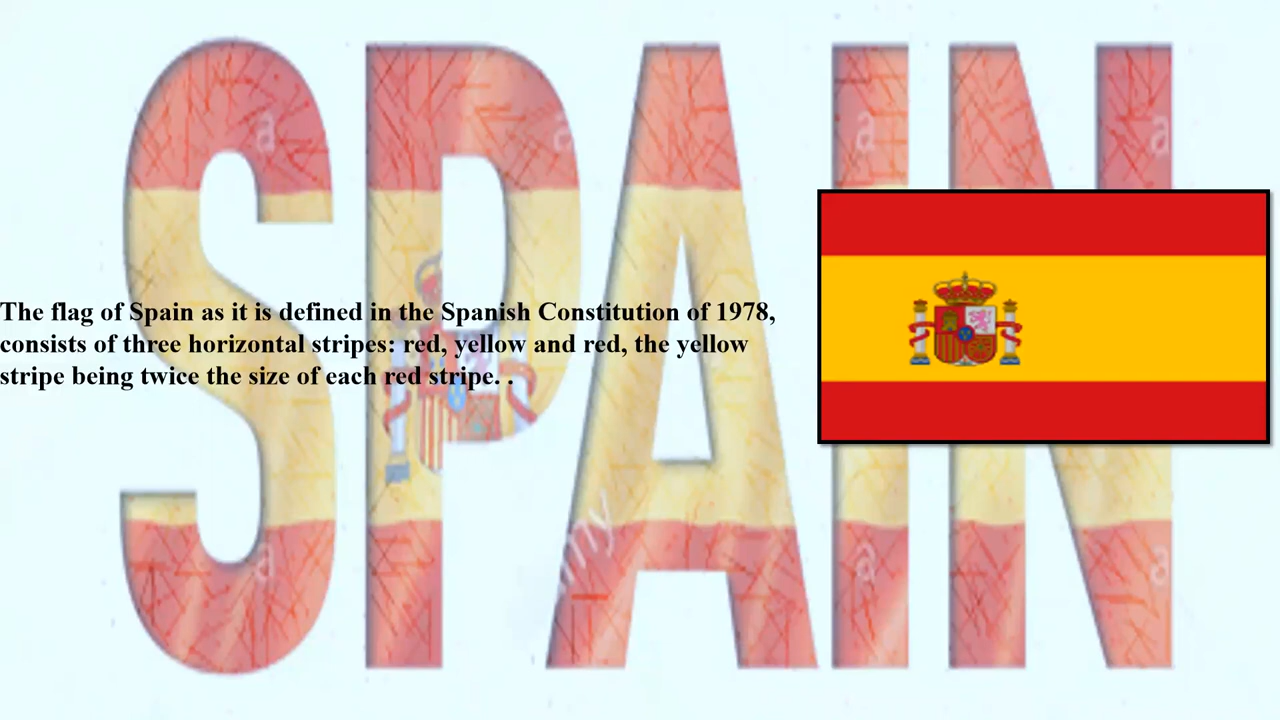 SPAIN
The flag of Spain as it is defined in the Spanish Constitution of 1978,
consists of three horizontal stripes: red, yellow and red, the yellow
stripe being twice the size of each red stripe. .